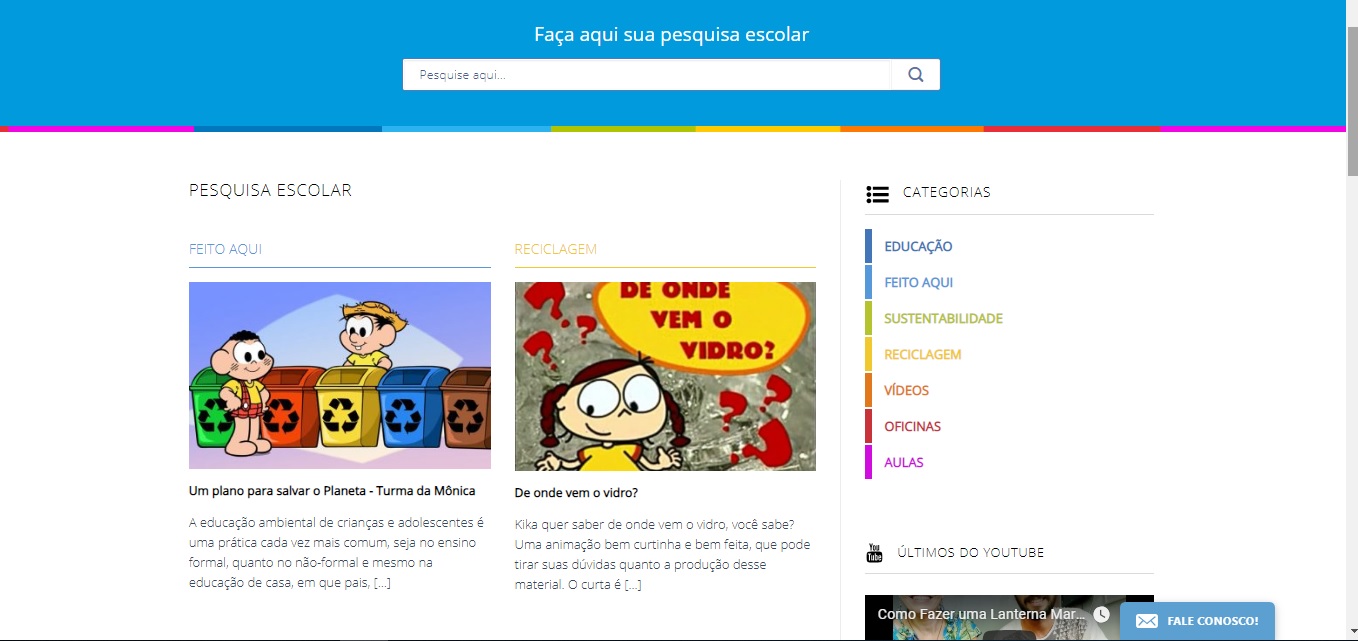 Faça aqui sua pesquisa escolar
Pesquise aqui...
PESQUISA ESCOLAR
FEITO AQUI
Um plano para salvar o Planeta - Turma da Mônica
A educação ambiental de crianças e adolescentes é
uma prática cada vez mais comum, seja no ensino
formal, quanto no não-formal e mesmo na
educação de casa, em que pais, [...]
RECICLAGEM
DE ONDE
VEM O
VIDRO?
De onde vem o vidro?
Kika quer saber de onde vem o vidro, você sabe?
Uma animação bem curtinha e bem feita, que pode
tirar suas dúvidas quanto a produção desse
material. O curta é [...]
CATEGORIAS
EDUCAÇÃO
FEITO AQUI
SUSTENTABILIDADE
RECICLAGEM
VÍDEOS
OFICINAS
AULAS
You
Tube
ÚLTIMOS DO YOUTUBE
Como Fazer uma Lanterna Mar...
FALE CONOSCO!